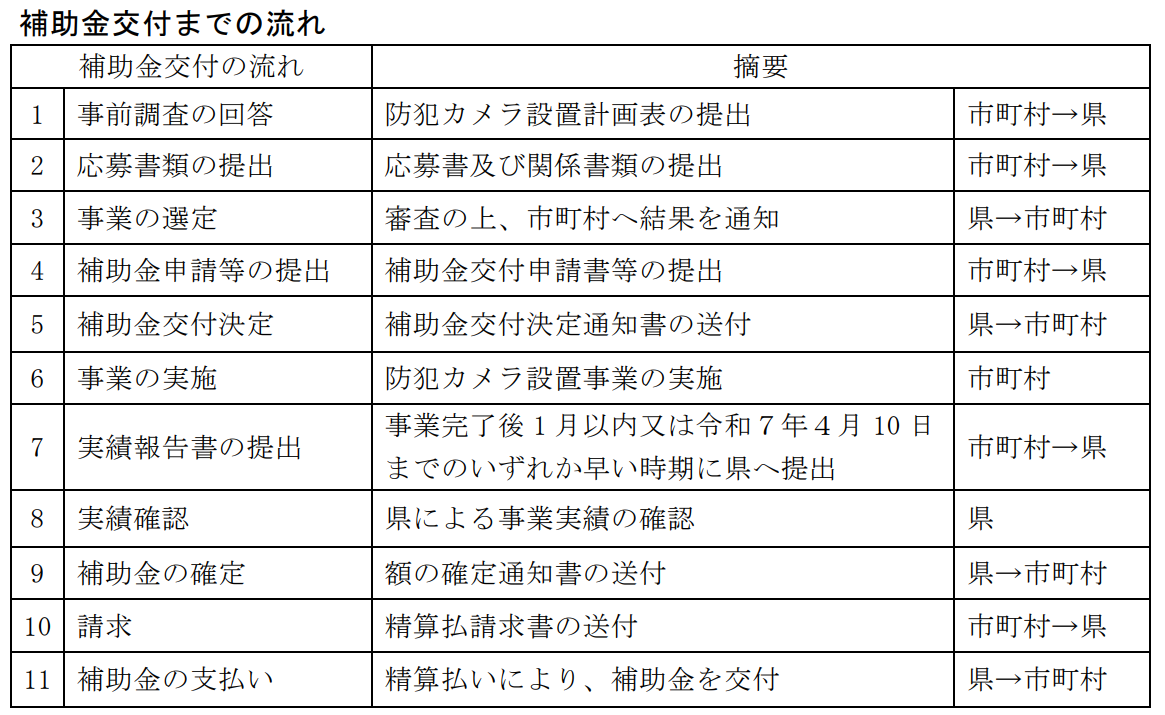 補助金交付までの流れ
補助金交付の流れ 摘要
1 事前調査の回答 防犯カメラ設置計画表の提出 市町村→県
2 応募書類の提出 応募書及び関係書類の提出 市町村→県
3 事業の選定 審査の上、市町村へ結果を通知 県→市町村
4 補助金申請等の提出 補助金交付申請書等の提出 市町村→県
5 補助金交付決定 補助金交付決定通知書の送付 県→市町村
6 事業の実施 防犯カメラ設置事業の実施 市町村
7 実績報告書の提出 事業完了後1月以内又は令和7年4月10日
までのいずれか早い時期に県へ提出 市町村→県
8 実績確認 県による事業実績の確認 県
9 補助金の確定 額の確定通知書の送付 県→市町村
10 請求 精算払請求書の送付 市町村→県
11 補助金の支払い 精算払いにより、補助金を交付 県→市町村